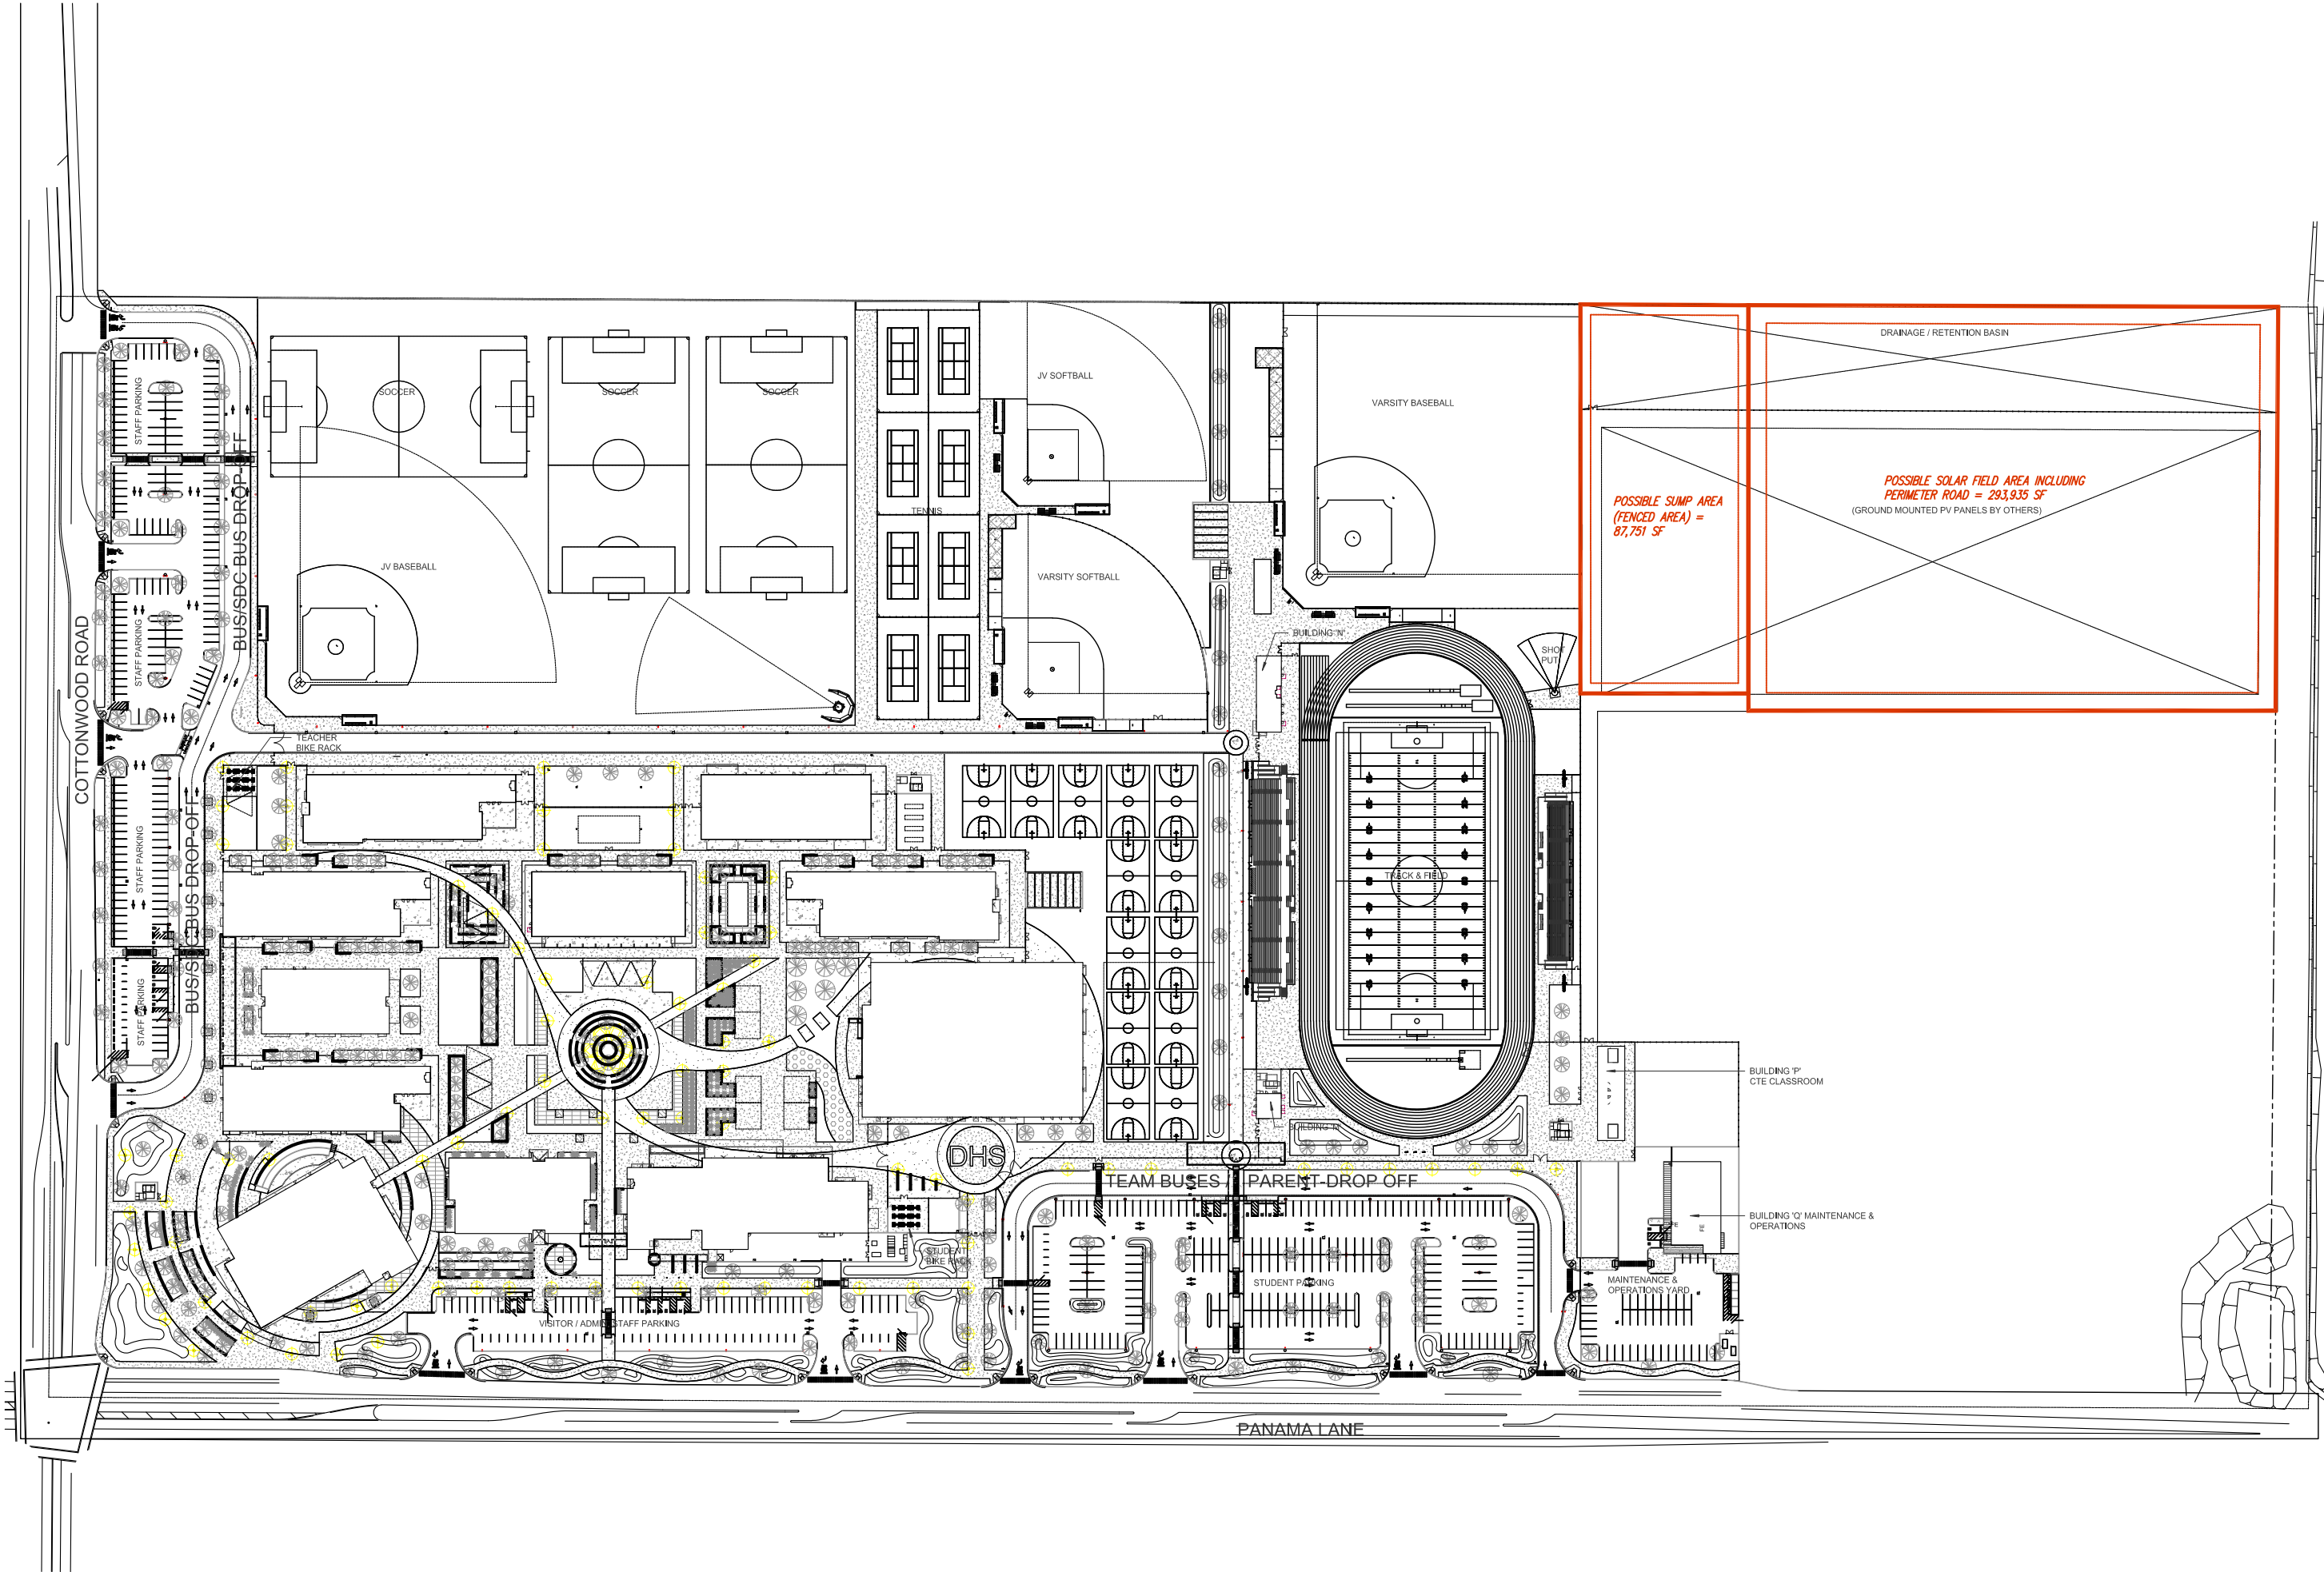 DRAINAGE / RETENTION BASIN
SOCCER
SOCCER
SOCCER
JV SOFTBALL
VARSITY BASEBALL
STAFF PARKING
BUS/SDC BUS DROP-OFF
POSSIBLE SOLAR FIELD AREA INCLUDING
PERIMETER ROAD = 293,935 SF
(GROUND MOUNTED PV PANELS BY OTHERS)
POSSIBLE SUMP AREA
(FENCED AREA) =
87,751 SF
TENNIS
JV BASEBALL
VARSITY SOFTBALL
COTTONWOOD ROAD
STAFF PARKING
BUILDING 'N'
SHOT
PUT
TEACHER
BIKE RACK
STAFF PARKING
BUS/SDC BUS DROP-OFF
TRACK & FIELD
STAFF PARKING
BUILDING 'P'
CTE CLASSROOM
DHS
TEAM BUSES / PARENT-DROP OFF
BUILDING 'Q' MAINTENANCE &
OPERATIONS
FE
FE
STUDENT
BIKE RACK
STUDENT PARKING
MAINTENANCE &
OPERATIONS YARD
VISITOR / ADMIN STAFF PARKING
PANAMA LANE